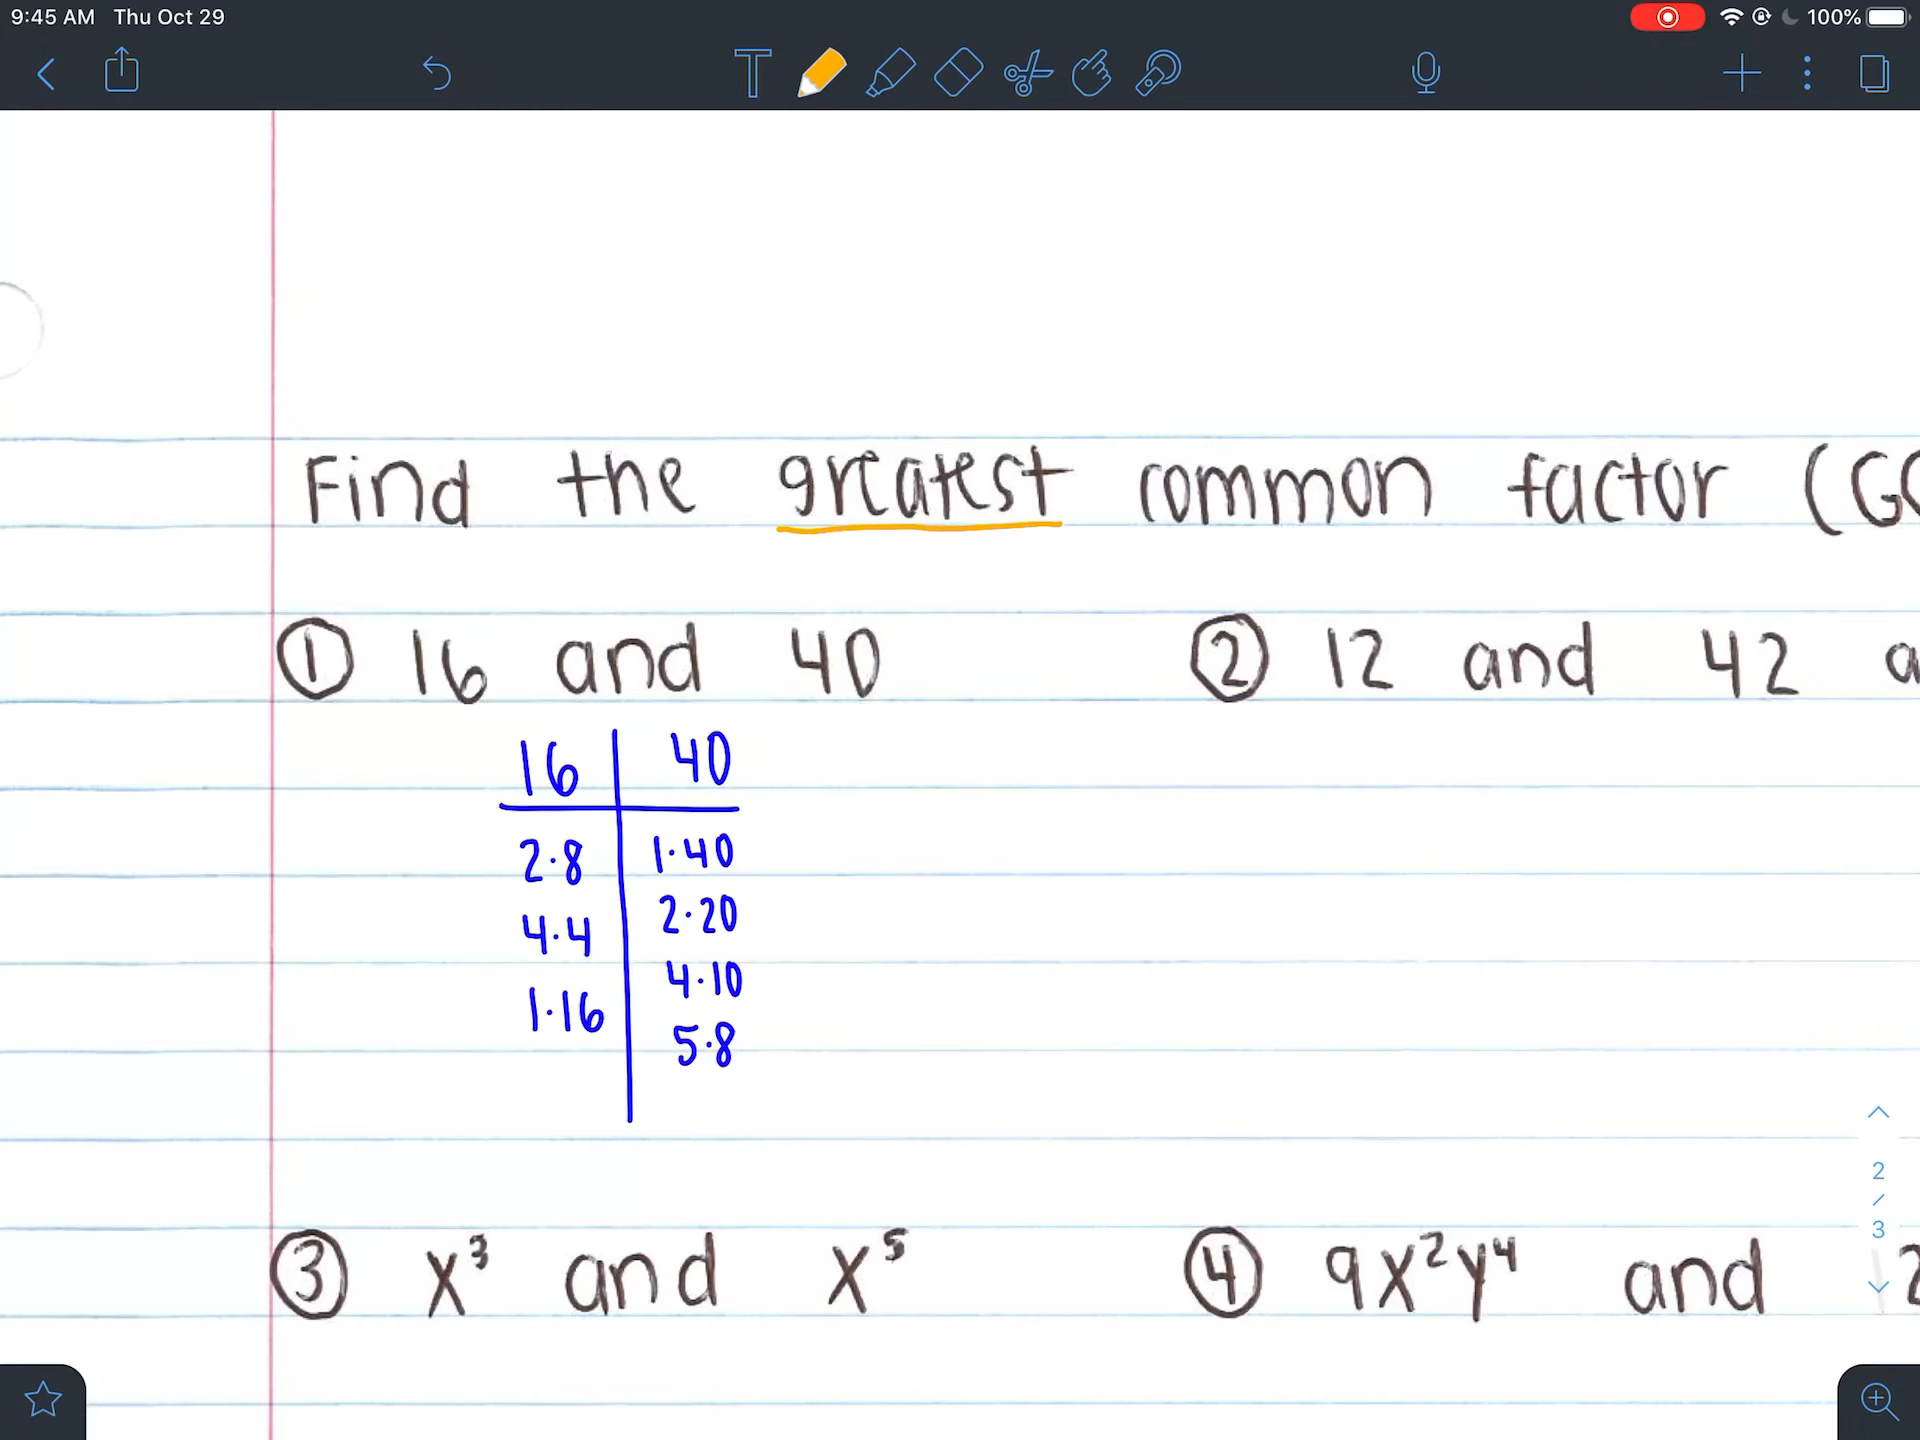 9:45 AM Thu Oct 29
100%
T
Find the greatest common factor (GC
① 16 and 40
② 12 and 42 a
16 | 40
2·8 | 1·40
4·4 | 2·20
1·16 | 4·10
5·8
2
/
3
③ x³ and x⁵
④ 9x²y⁴ and 2